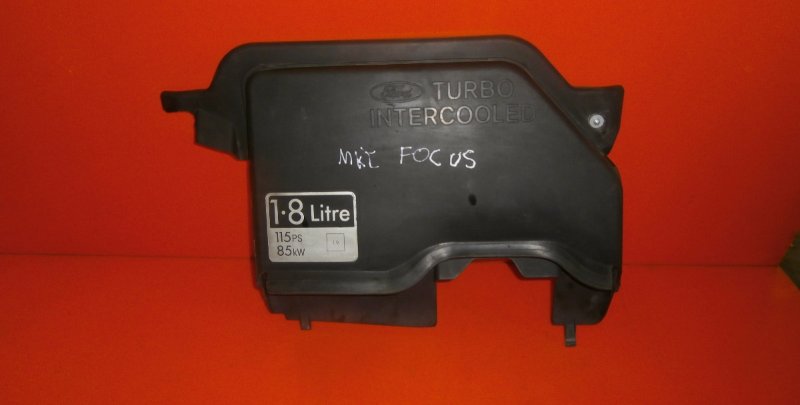 Ford TURBO
INTERCOOLED
MK1 FOCUS
1·8 Litre
115PS
85kW